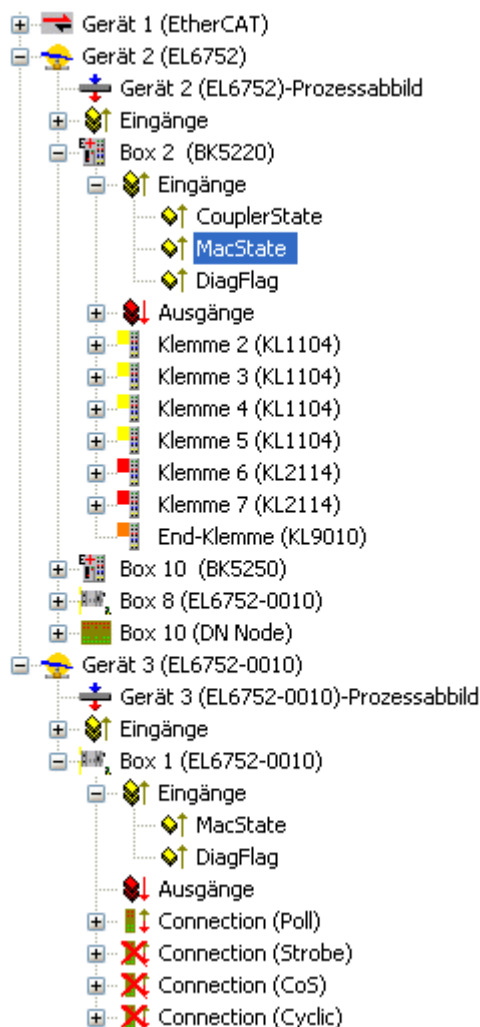 Gerät 1 (EtherCAT)
Gerät 2 (EL6752)
Gerät 2 (EL6752)-Prozessabbild
Eingänge
Box 2 (BK5220)
Eingänge
CouplerState
MacState
DiagFlag
Ausgänge
Klemme 2 (KL1104)
Klemme 3 (KL1104)
Klemme 4 (KL1104)
Klemme 5 (KL1104)
Klemme 6 (KL2114)
Klemme 7 (KL2114)
End-Klemme (KL9010)
Box 10 (BK5250)
Box 8 (EL6752-0010)
Box 10 (DN Node)
Gerät 3 (EL6752-0010)
Gerät 3 (EL6752-0010)-Prozessabbild
Eingänge
Box 1 (EL6752-0010)
Eingänge
MacState
DiagFlag
Ausgänge
Connection (Poll)
Connection (Strobe)
Connection (CoS)
Connection (Cyclic)